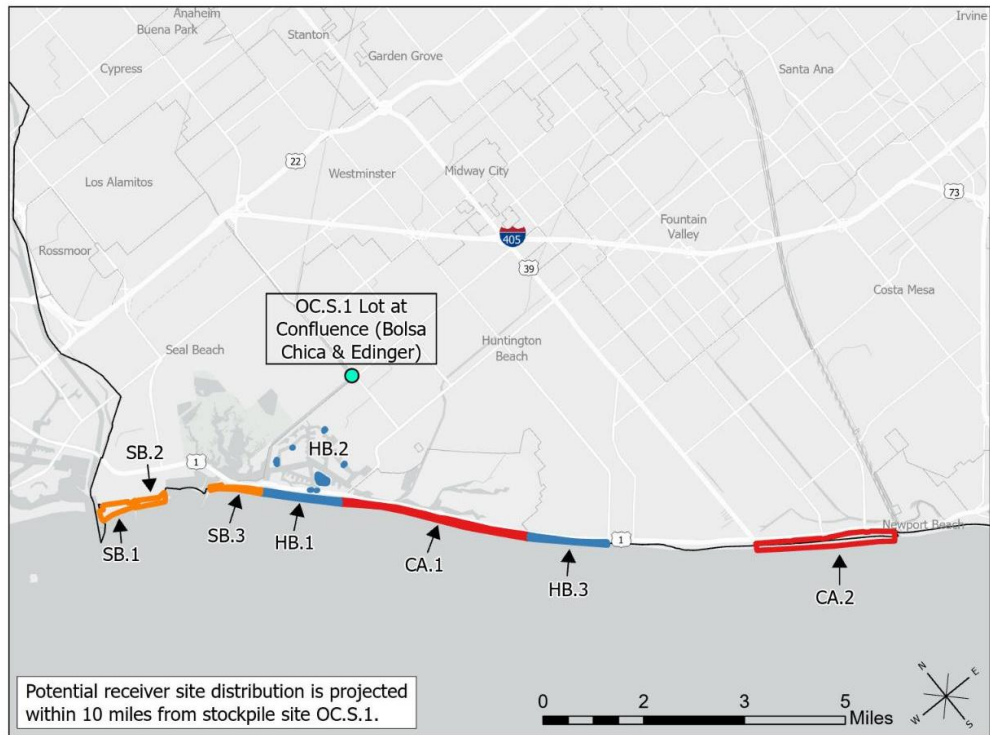 Anaheim
Irvine
Buena Park
Stanton
Garden Grove
Cypress
Santa Ana
22
Westminster
Midway City
Los Alamitos
73
Fountain
Valley
405
Rossmoor
39
Costa Mesa
OC.S.1 Lot at
Confluence (Bolsa
Chica & Edinger)
Seal Beach
Huntington
Beach
HB.2
SB.2
1
Newport Beach
SB.1
SB.3
HB.1
1
CA.1
HB.3
CA.2
Potential receiver site distribution is projected
within 10 miles from stockpile site OC.S.1.
0 2 3 5
Miles
N
E
W
S